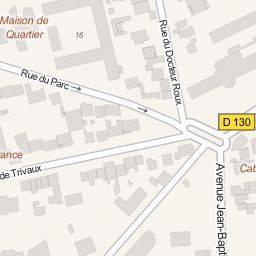 Maison de
Quartier
16
Rue du Docteur Roux
Rue du Parc
D 130
ance
de Trivaux
Cab
Avenue Jean-Bapt